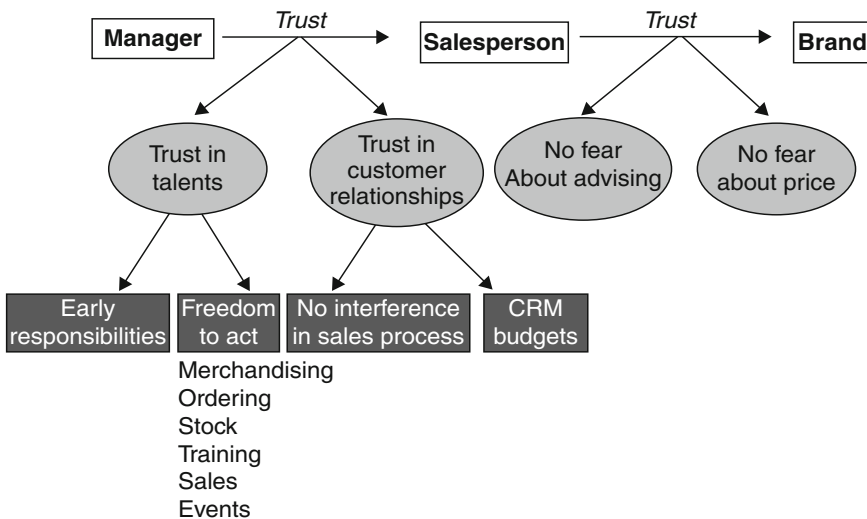 Trust
Trust
Manager
Salesperson
Brand
Trust in
talents
Trust in
customer
relationships
No fear
About advising
No fear
about price
Early
responsibilities
Freedom
to act
No interference
in sales process
CRM
budgets
Merchandising
Ordering
Stock
Training
Sales
Events